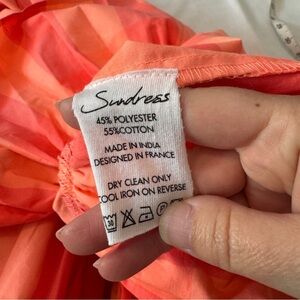 Sundress
45% POLYESTER
55%COTTON
MADE IN INDIA
DESIGNED IN FRANCE
DRY CLEAN ONLY
COOL IRON ON REVERSE